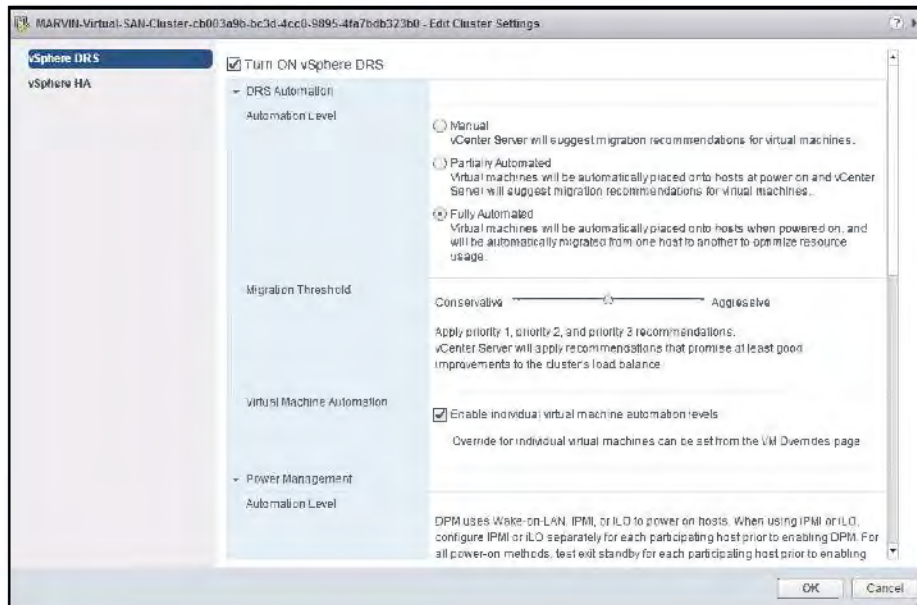 MARVIN-Virtual-SAN-Cluster-cb003a9b-bc3d-4cc0-9895-4fa7bdb323b0 - Edit Cluster Settings
vSphere DRS
vSphere HA
Turn ON vSphere DRS
DRS Automation
Automation Level
Manual
vCenter Server will suggest migration recommendations for virtual machines.
Partially Automated
Virtual machines will be automatically placed onto hosts at power on and vCenter
Server will suggest migration recommendations for virtual machines.
Fully Automated
Virtual machines will be automatically placed onto hosts when powered on, and
will be automatically migrated from one host to another to optimize resource
usage.
Migration Threshold
Conservative Aggressive
Apply priority 1, priority 2, and priority 3 recommendations.
vCenter Server will apply recommendations that promise at least good
improvements to the cluster's load balance
Virtual Machine Automation
Enable individual virtual machine automation levels
Override for individual virtual machines can be set from the VM Overrides page
Power Management
Automation Level
DPM uses Wake-on-LAN, IPMI, or iLO to power on hosts. When using IPMI or iLO,
configure IPMI or iLO separately for each participating host prior to enabling DPM. For
all power-on methods, test exit standby for each participating host prior to enabling
OK Cancel